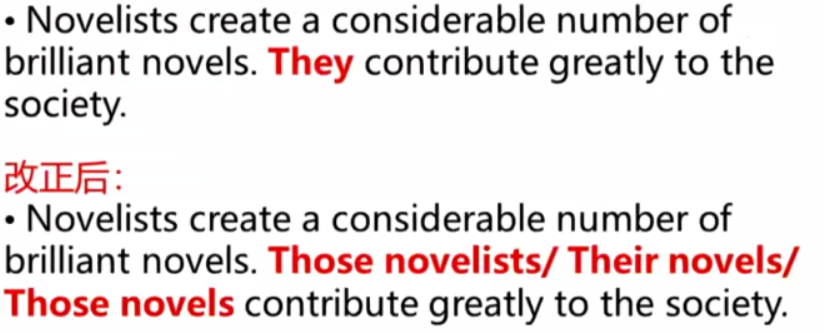 • Novelists create a considerable number of
brilliant novels. They contribute greatly to the
society.
改正后：
• Novelists create a considerable number of
brilliant novels. Those novelists/ Their novels/
Those novels contribute greatly to the society.